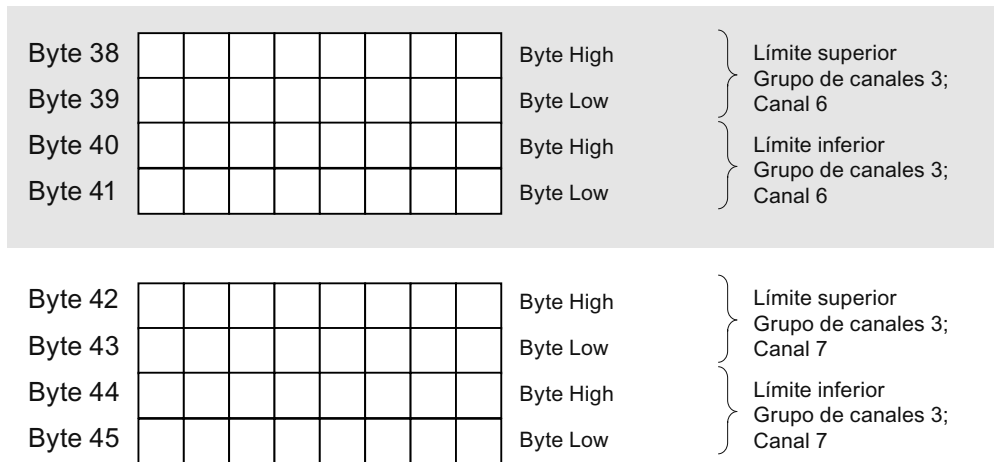 Byte 38 Byte High Límite superior
Grupo de canales 3;
Byte 39 Byte Low Canal 6
Byte 40 Byte High Límite inferior
Grupo de canales 3;
Byte 41 Byte Low Canal 6
Byte 42 Byte High Límite superior
Grupo de canales 3;
Byte 43 Byte Low Canal 7
Byte 44 Byte High Límite inferior
Grupo de canales 3;
Byte 45 Byte Low Canal 7